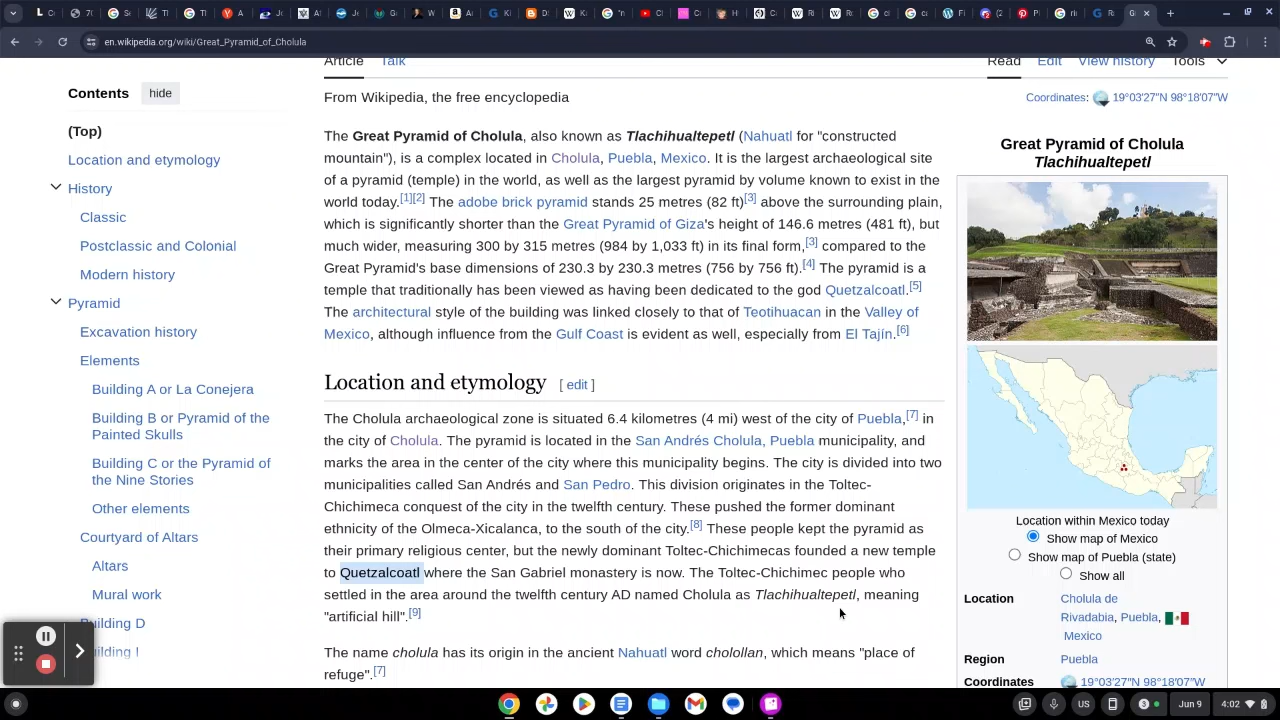 en.wikipedia.org/wiki/Great_Pyramid_of_Cholula
Article Talk
Read Edit View history Tools
Contents hide
(Top)
Location and etymology
History
Classic
Postclassic and Colonial
Modern history
Pyramid
Excavation history
Elements
Building A or La Conejera
Building B or Pyramid of the
Painted Skulls
Building C or the Pyramid of
the Nine Stories
Other elements
Courtyard of Altars
Altars
Mural work
Building D
From Wikipedia, the free encyclopedia
Coordinates: 19°03′27″N 98°18′07″W
The Great Pyramid of Cholula, also known as Tlachihualtepetl (Nahuatl for "constructed
mountain"), is a complex located in Cholula, Puebla, Mexico. It is the largest archaeological site
of a pyramid (temple) in the world, as well as the largest pyramid by volume known to exist in the
world today.[1][2] The adobe brick pyramid stands 25 metres (82 ft)[3] above the surrounding plain,
which is significantly shorter than the Great Pyramid of Giza's height of 146.6 metres (481 ft), but
much wider, measuring 300 by 315 metres (984 by 1,033 ft) in its final form,[3] compared to the
Great Pyramid's base dimensions of 230.3 by 230.3 metres (756 by 756 ft).[4] The pyramid is a
temple that traditionally has been viewed as having been dedicated to the god Quetzalcoatl.[5]
The architectural style of the building was linked closely to that of Teotihuacan in the Valley of
Mexico, although influence from the Gulf Coast is evident as well, especially from El Tajín.[6]
Location and etymology [ edit ]
The Cholula archaeological zone is situated 6.4 kilometres (4 mi) west of the city of Puebla,[7] in
the city of Cholula. The pyramid is located in the San Andrés Cholula, Puebla municipality, and
marks the area in the center of the city where this municipality begins. The city is divided into two
municipalities called San Andrés and San Pedro. This division originates in the Toltec-
Chichimeca conquest of the city in the twelfth century. These pushed the former dominant
ethnicity of the Olmeca-Xicalanca, to the south of the city.[8] These people kept the pyramid as
their primary religious center, but the newly dominant Toltec-Chichimecas founded a new temple
to Quetzalcoatl where the San Gabriel monastery is now. The Toltec-Chichimec people who
settled in the area around the twelfth century AD named Cholula as Tlachihualtepetl, meaning
"artificial hill".[9]
The name cholula has its origin in the ancient Nahuatl word cholollan, which means "place of
refuge".[7]
Great Pyramid of Cholula
Tlachihualtepetl
Location within Mexico today
Show map of Mexico
Show map of Puebla (state)
Show all
Location Cholula de
Rivadabia, Puebla,
Mexico
Region Puebla
Coordinates 19°03′27″N 98°18′07″W
US 3 Jun 9 4:02